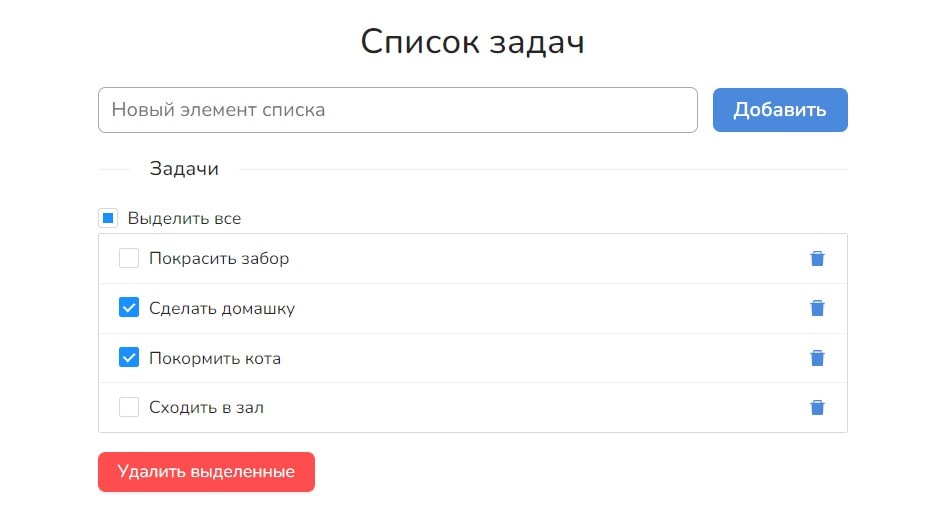 Список задач
Новый элемент списка
Добавить
Задачи
Выделить все
Покрасить забор
Сделать домашку
Покормить кота
Сходить в зал
Удалить выделенные